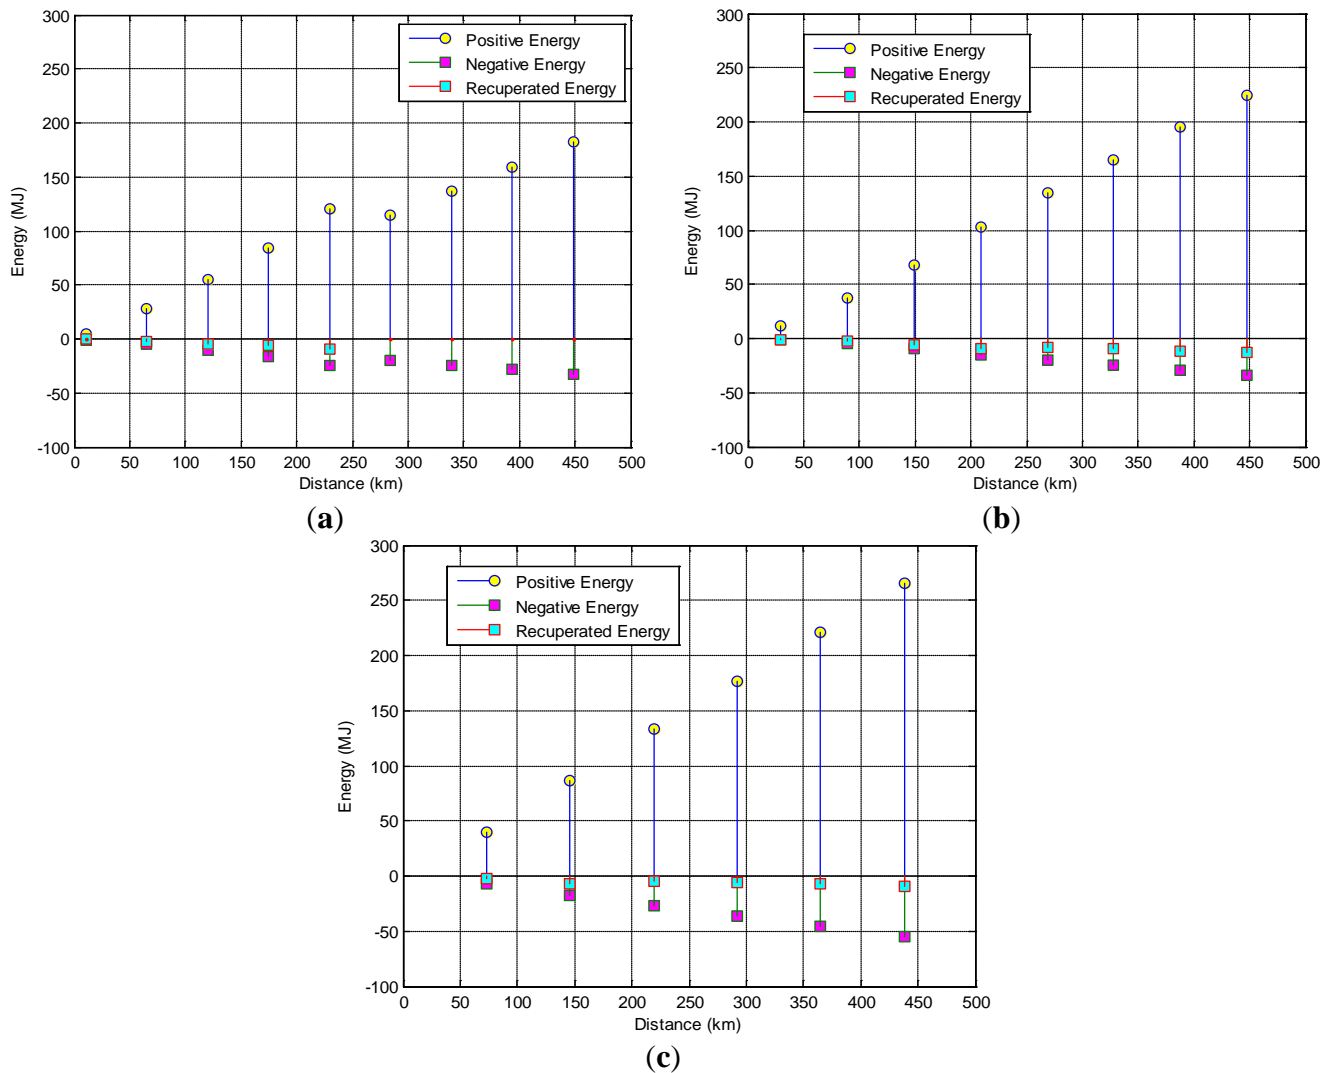 300
250
200
150
100
50
0
-50
-100
Energy (MJ)
Positive Energy
Negative Energy
Recuperated Energy
0 50 100 150 200 250 300 350 400 450 500
Distance (km)
(a)
300
250
200
150
100
50
0
-50
-100
Energy (MJ)
Positive Energy
Negative Energy
Recuperated Energy
0 50 100 150 200 250 300 350 400 450 500
Distance (km)
(b)
300
250
200
150
100
50
0
-50
-100
Energy (MJ)
Positive Energy
Negative Energy
Recuperated Energy
0 50 100 150 200 250 300 350 400 450 500
Distance (km)
(c)